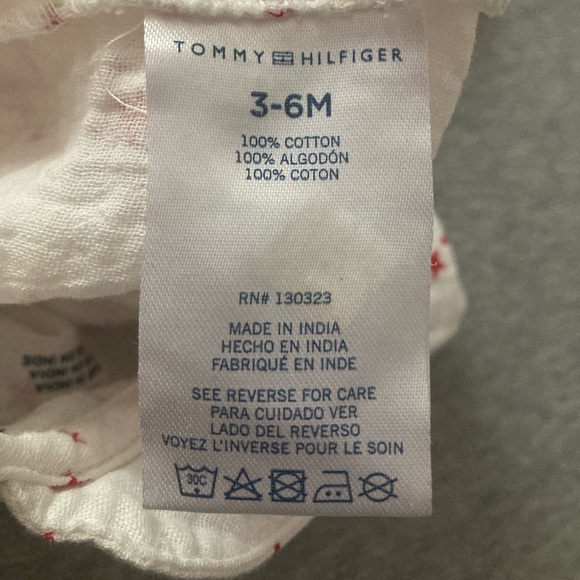 TOMMY HILFIGER
3-6M
100% COTTON
100% ALGODÓN
100% COTON
RN# 130323
MADE IN INDIA
HECHO EN INDIA
FABRIQUÉ EN INDE
SEE REVERSE FOR CARE
PARA CUIDADO VER
LADO DEL REVERSO
VOYEZ L'INVERSE POUR LE SOIN
30C